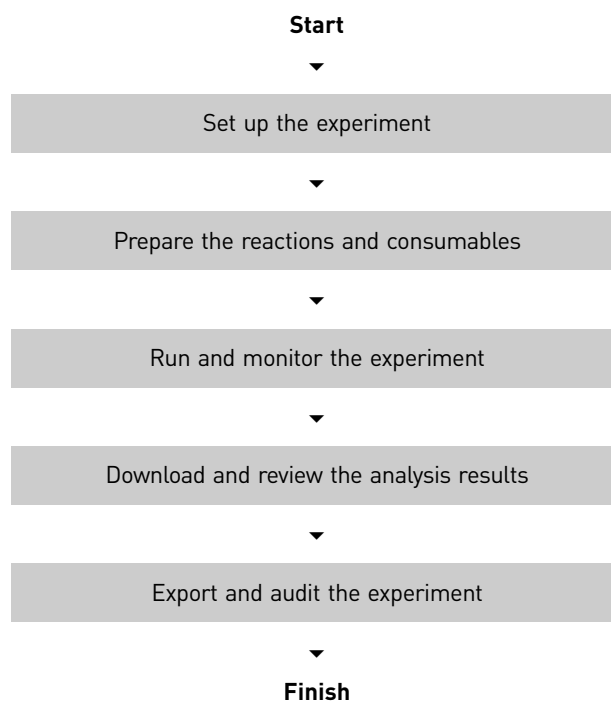 Start
Set up the experiment
Prepare the reactions and consumables
Run and monitor the experiment
Download and review the analysis results
Export and audit the experiment
Finish